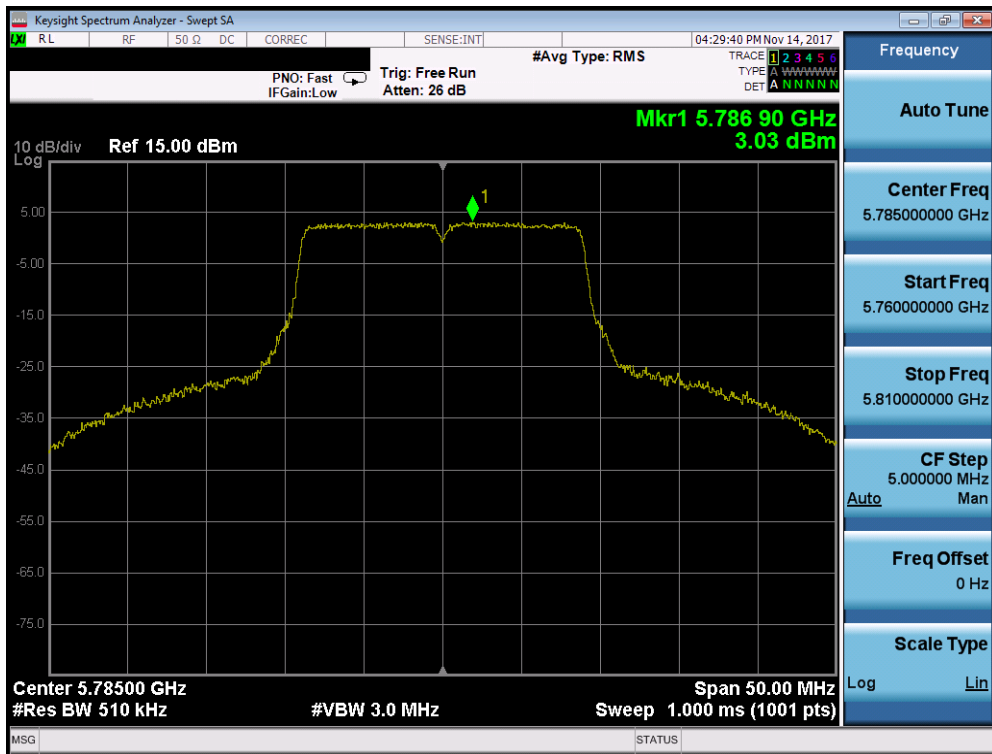 Keysight Spectrum Analyzer - Swept SA
LXI RL RF 50 Ω DC CORREC SENSE:INT 04:29:40 PM Nov 14, 2017
#Avg Type: RMS
PNO: Fast
IFGain:Low
Trig: Free Run
Atten: 26 dB
TRACE 1 2 3 4 5 6
TYPE A WWWWW
DET A N N N N N
Mkr1 5.786 90 GHz
3.03 dBm
10 dB/div Ref 15.00 dBm
Log
1
5.00
-5.00
-15.0
-25.0
-35.0
-45.0
-55.0
-65.0
-75.0
Center 5.78500 GHz Span 50.00 MHz
#Res BW 510 kHz #VBW 3.0 MHz Sweep 1.000 ms (1001 pts)
MSG STATUS
Frequency
Auto Tune
Center Freq
5.785000000 GHz
Start Freq
5.760000000 GHz
Stop Freq
5.810000000 GHz
CF Step
5.000000 MHz
Auto Man
Freq Offset
0 Hz
Scale Type
Log Lin